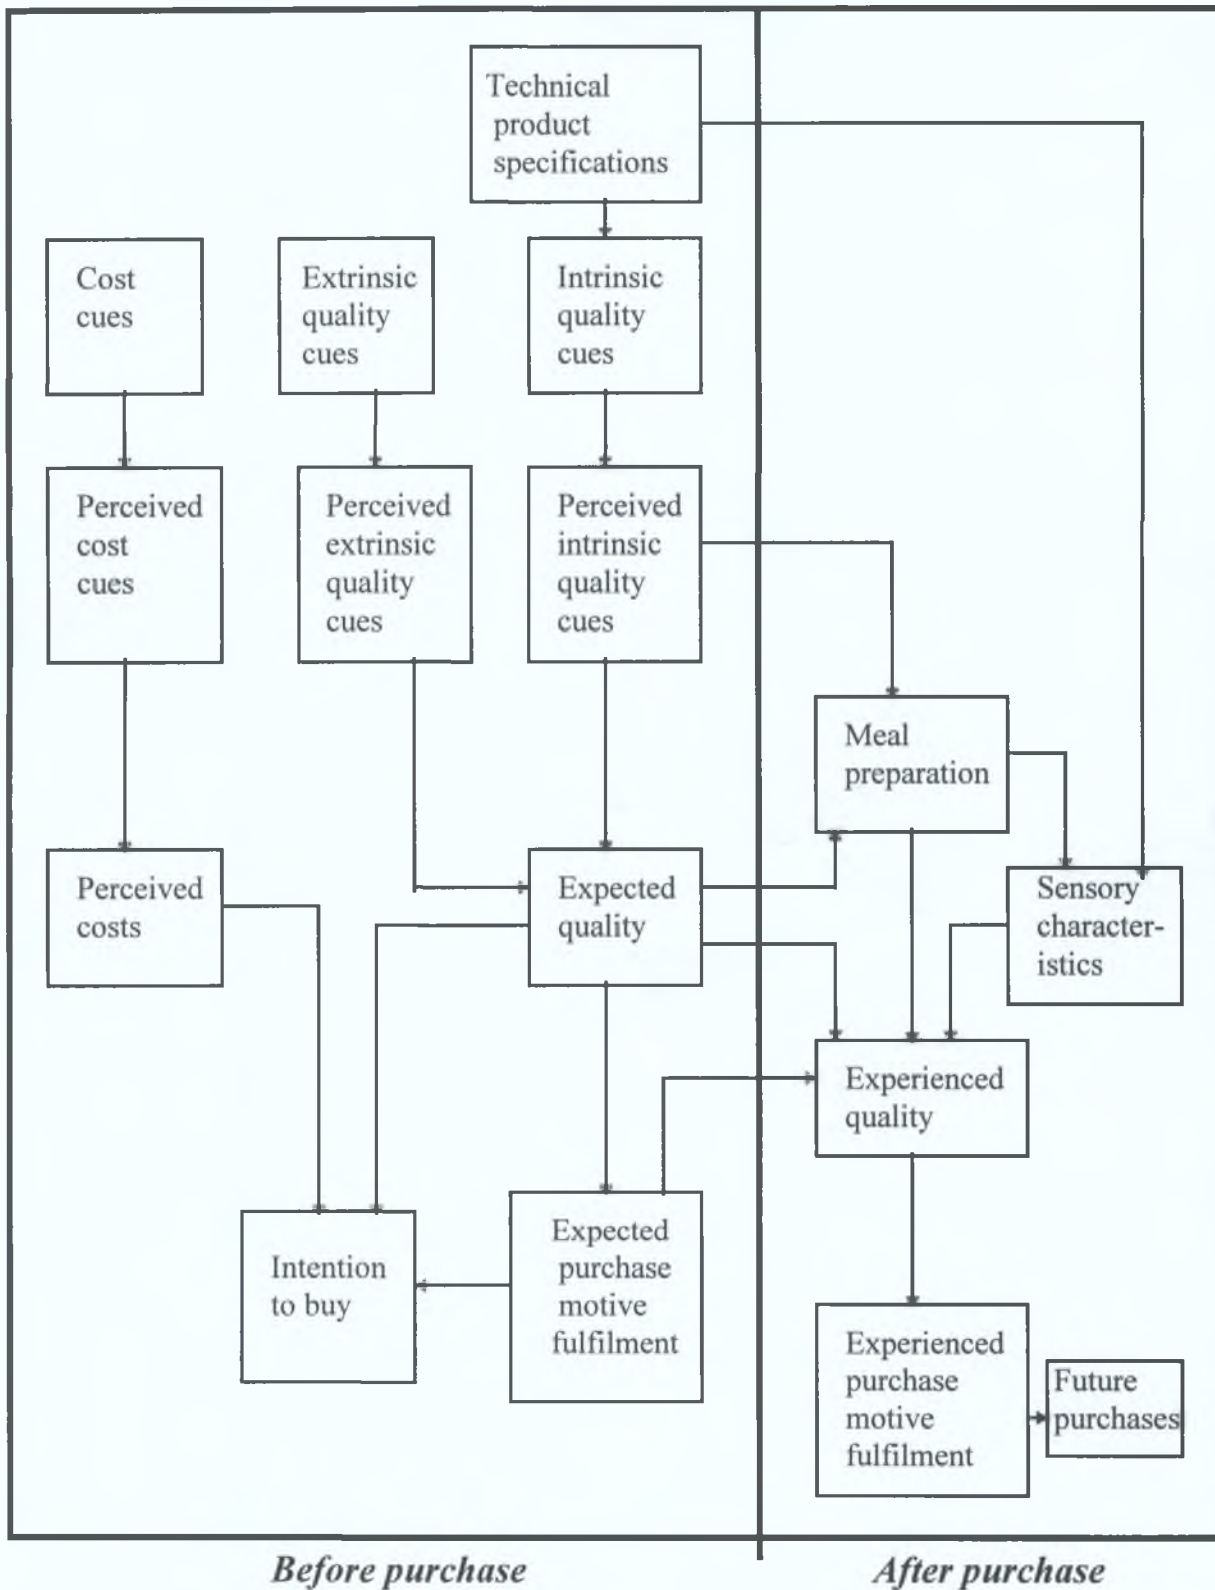 Technical
product
specifications
Cost
cues
Extrinsic
quality
cues
Intrinsic
quality
cues
Perceived
cost
cues
Perceived
extrinsic
quality
cues
Perceived
intrinsic
quality
cues
Meal
preparation
Perceived
costs
Expected
quality
Sensory
character-
istics
Experienced
quality
Intention
to buy
Expected
purchase
motive
fulfilment
Experienced
purchase
motive
fulfilment
Future
purchases
Before purchase
After purchase